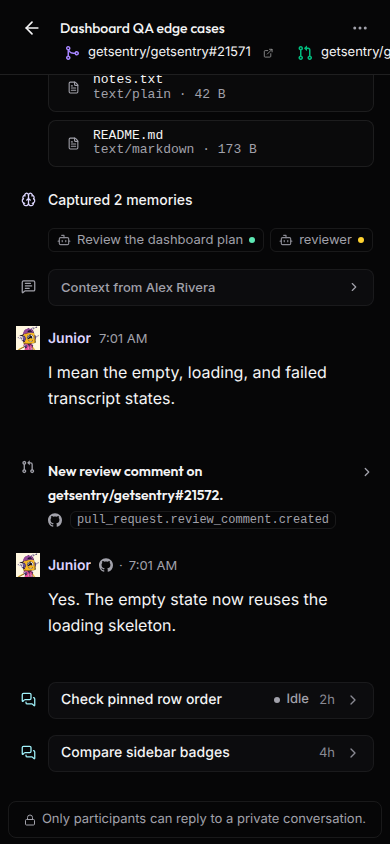 Dashboard QA edge cases
getsentry/getsentry#21571
getsentry/g
notes.txt
text/plain · 42 B
README.md
text/markdown · 173 B
Captured 2 memories
Review the dashboard plan
reviewer
Context from Alex Rivera
Junior 7:01 AM
I mean the empty, loading, and failed
transcript states.
New review comment on
getsentry/getsentry#21572.
pull_request.review_comment.created
Junior · 7:01 AM
Yes. The empty state now reuses the
loading skeleton.
Check pinned row order Idle 2h
Compare sidebar badges 4h
Only participants can reply to a private conversation.